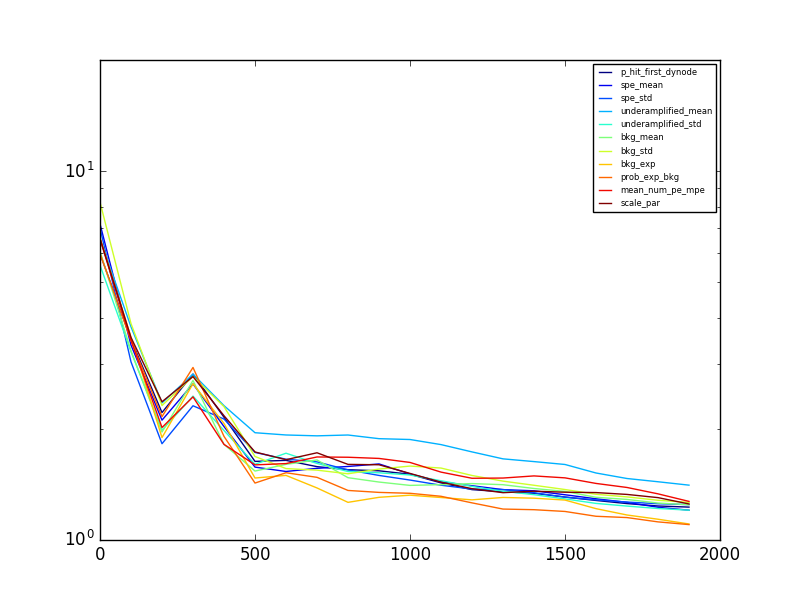 p_hit_first_dynode
spe_mean
spe_std
underamplified_mean
underamplified_std
bkg_mean
bkg_std
bkg_exp
prob_exp_bkg
mean_num_pe_mpe
scale_par
10¹
10⁰
0 500 1000 1500 2000